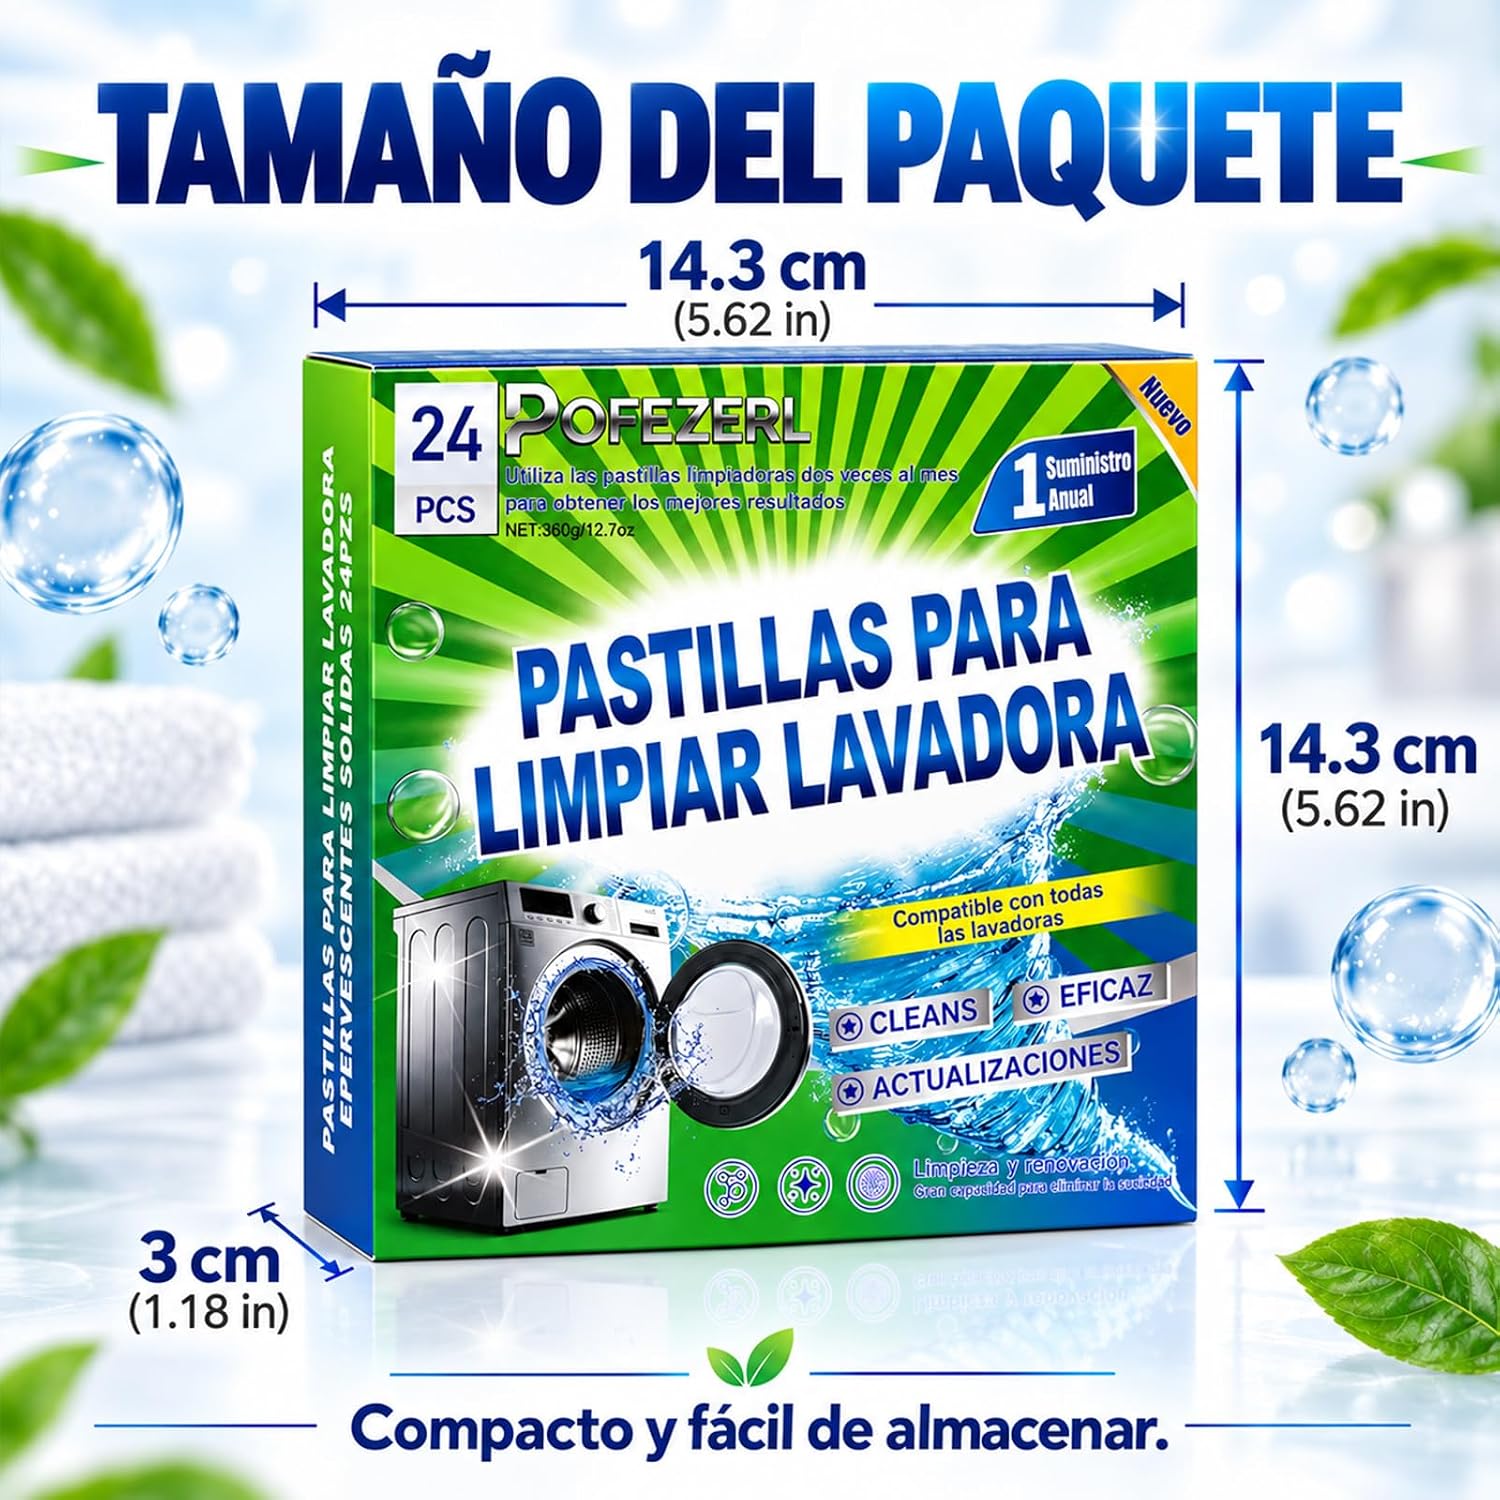 TAMAÑO DEL PAQUETE
14.3 cm
(5.62 in)
24
PCS
POFEZERL
Utiliza las pastillas limpiadoras dos veces al mes
para obtener los mejores resultados
NET:360g/12.7oz
1 Suministro
Anual
Nuevo
PASTILLAS PARA
LIMPIAR LAVADORA
PASTILLAS PARA LIMPIAR LAVADORA
EPERVESCENTES SOLIDAS 24P2S
14.3 cm
(5.62 in)
Compatible con todas
las lavadoras
CLEANS
EFICAZ
ACTUALIZACIONES
Limpieza y renovación
Gran capacidad para eliminar la suciedad
3 cm
(1.18 in)
Compacto y fácil de almacenar.